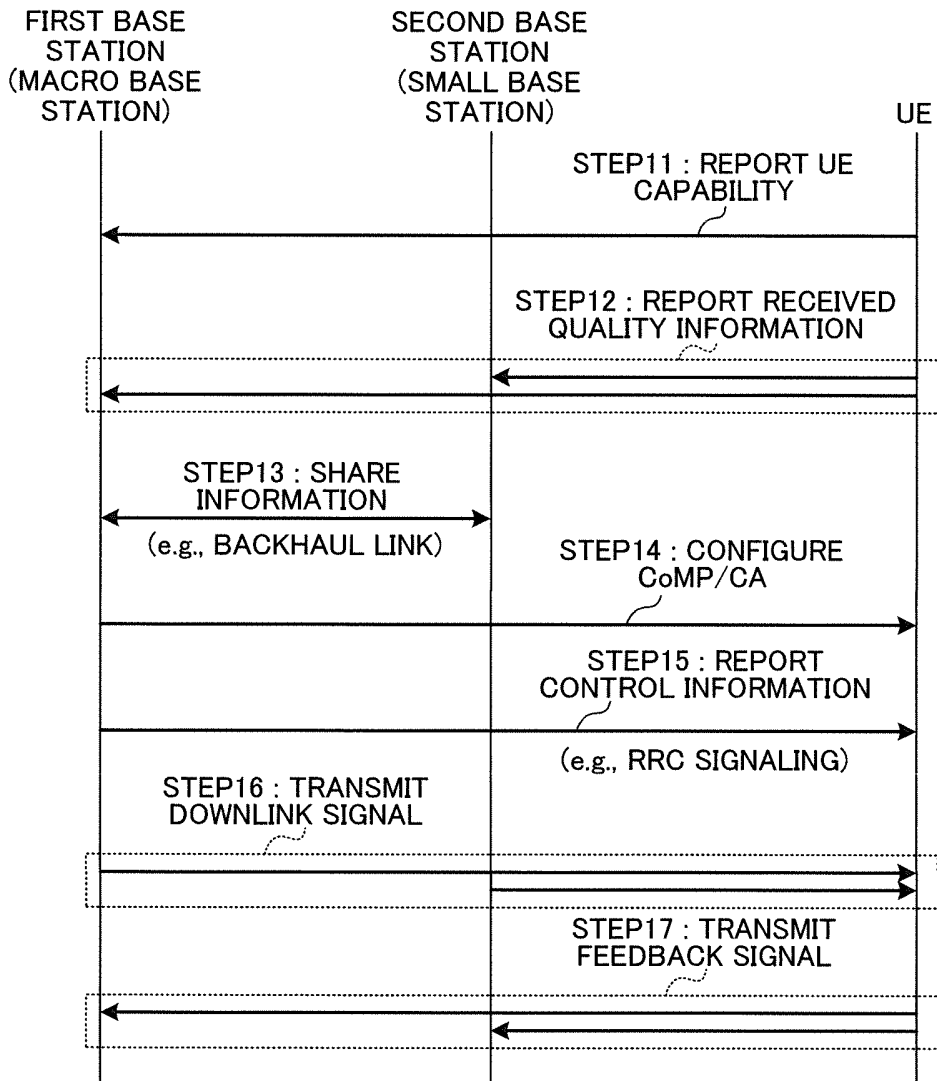 FIRST BASE
STATION
(MACRO BASE
STATION)
SECOND BASE
STATION
(SMALL BASE
STATION)
UE
STEP11 : REPORT UE
CAPABILITY
STEP12 : REPORT RECEIVED
QUALITY INFORMATION
STEP13 : SHARE
INFORMATION
(e.g., BACKHAUL LINK)
STEP14 : CONFIGURE
CoMP/CA
STEP15 : REPORT
CONTROL INFORMATION
(e.g., RRC SIGNALING)
STEP16 : TRANSMIT
DOWNLINK SIGNAL
STEP17 : TRANSMIT
FEEDBACK SIGNAL